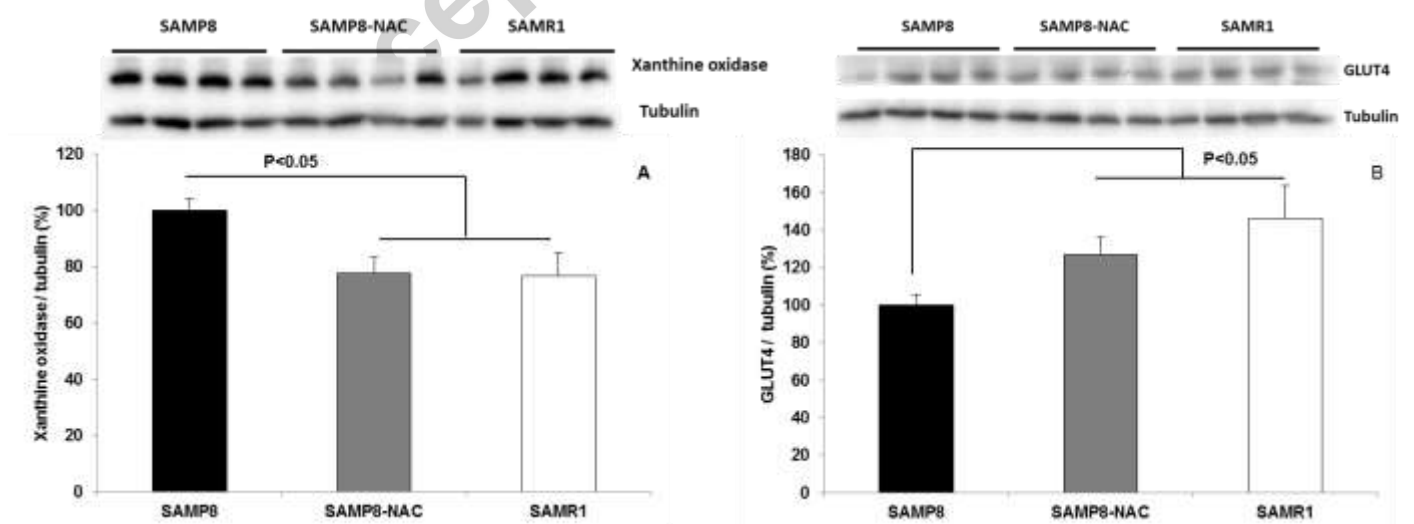 SAMP8 SAMP8-NAC SAMR1
Xanthine oxidase
Tubulin
120
100
80
60
40
20
0
Xanthine oxidase/ tubulin (%)
P<0.05
A
SAMP8 SAMP8-NAC SAMR1
SAMP8 SAMP8-NAC SAMR1
GLUT4
Tubulin
180
160
140
120
100
80
60
40
20
0
GLUT4 / tubulin (%)
P<0.05
B
SAMP8 SAMP8-NAC SAMR1